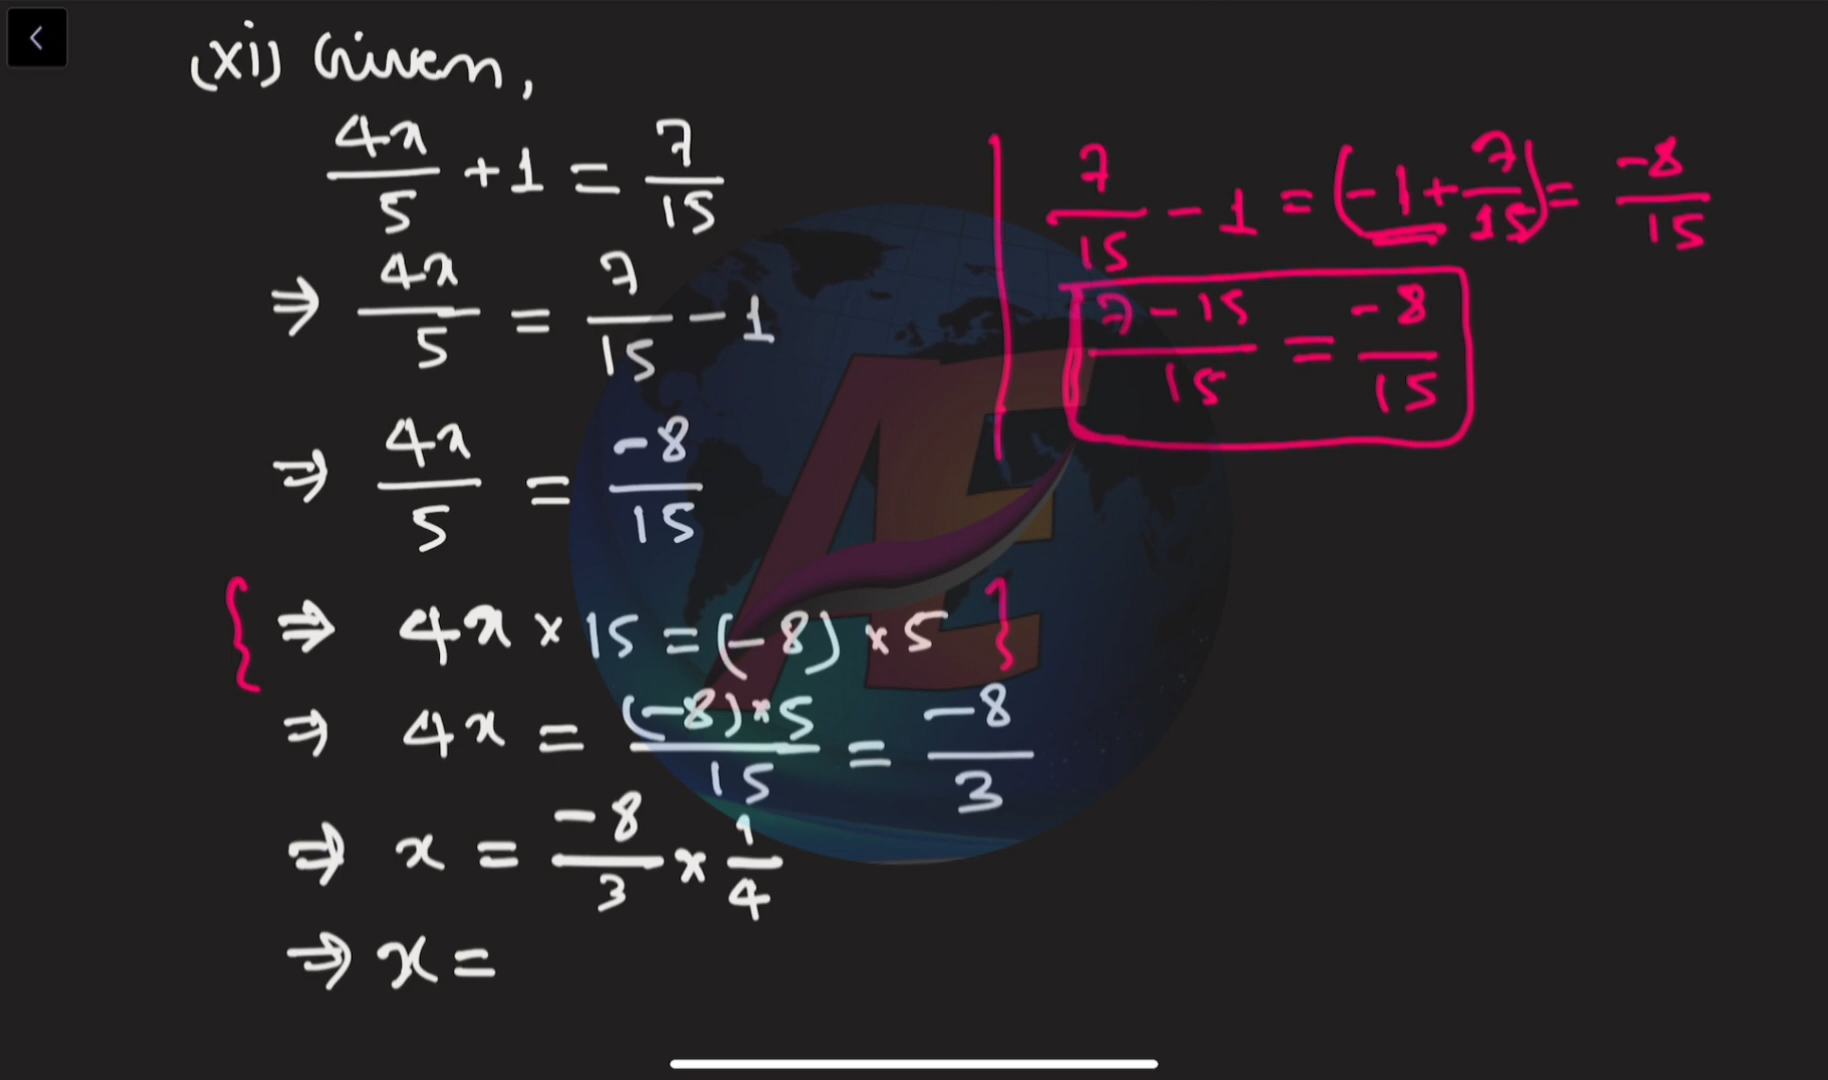 (xi) Given,
4x/5 + 1 = 7/15
⇒ 4x/5 = 7/15 - 1
⇒ 4x/5 = -8/15
{ ⇒ 4x × 15 = (-8) × 5 }
⇒ 4x = (-8)×5/15 = -8/3
⇒ x = -8/3 × 1/4
⇒ x =
7/15 - 1 = (-1 + 7/15) = -8/15
7-15/15 = -8/15
AE